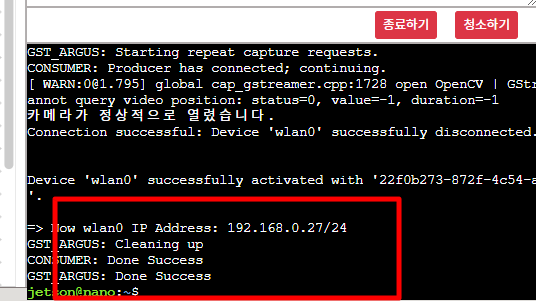 종료하기 청소하기
GST_ARGUS: Starting repeat capture requests.
CONSUMER: Producer has connected; continuing.
[ WARN:0@1.795] global cap_gstreamer.cpp:1728 open OpenCV | GStr
annot query video position: status=0, value=-1, duration=-1
카메라가 정상적으로 열렸습니다.
Connection successful: Device 'wlan0' successfully disconnected.
Device 'wlan0' successfully activated with '22f0b273-872f-4c54-a
'.
=> Now wlan0 IP Address: 192.168.0.27/24
GST_ARGUS: Cleaning up
CONSUMER: Done Success
GST_ARGUS: Done Success
jetson@nano:~$